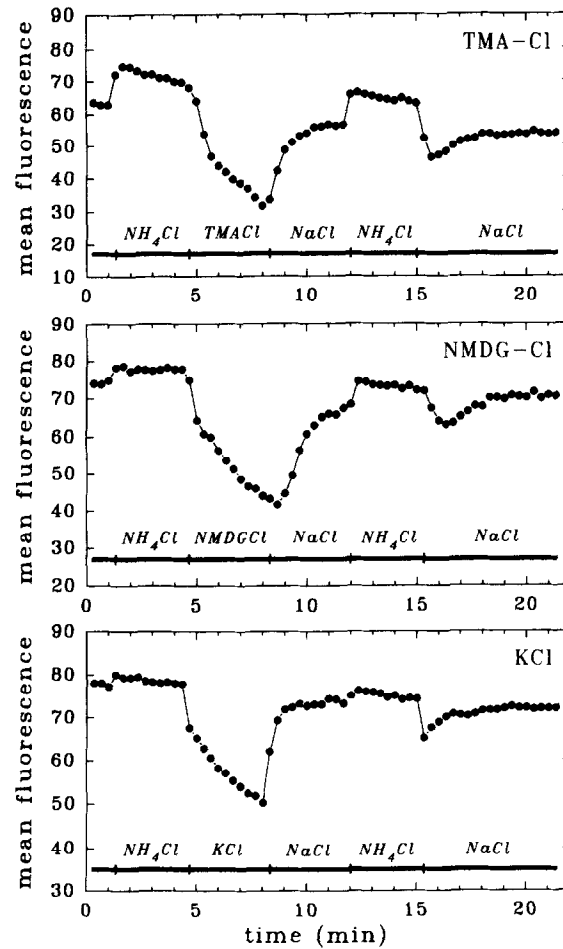 TMA-Cl
mean fluorescence
90
80
70
60
50
40
30
20
10
NH4Cl TMACl NaCl NH4Cl NaCl
0 5 10 15 20
NMDG-Cl
mean fluorescence
90
80
70
60
50
40
30
20
NH4Cl NMDGCl NaCl NH4Cl NaCl
0 5 10 15 20
KCl
mean fluorescence
90
80
70
60
50
40
30
NH4Cl KCl NaCl NH4Cl NaCl
0 5 10 15 20
time (min)